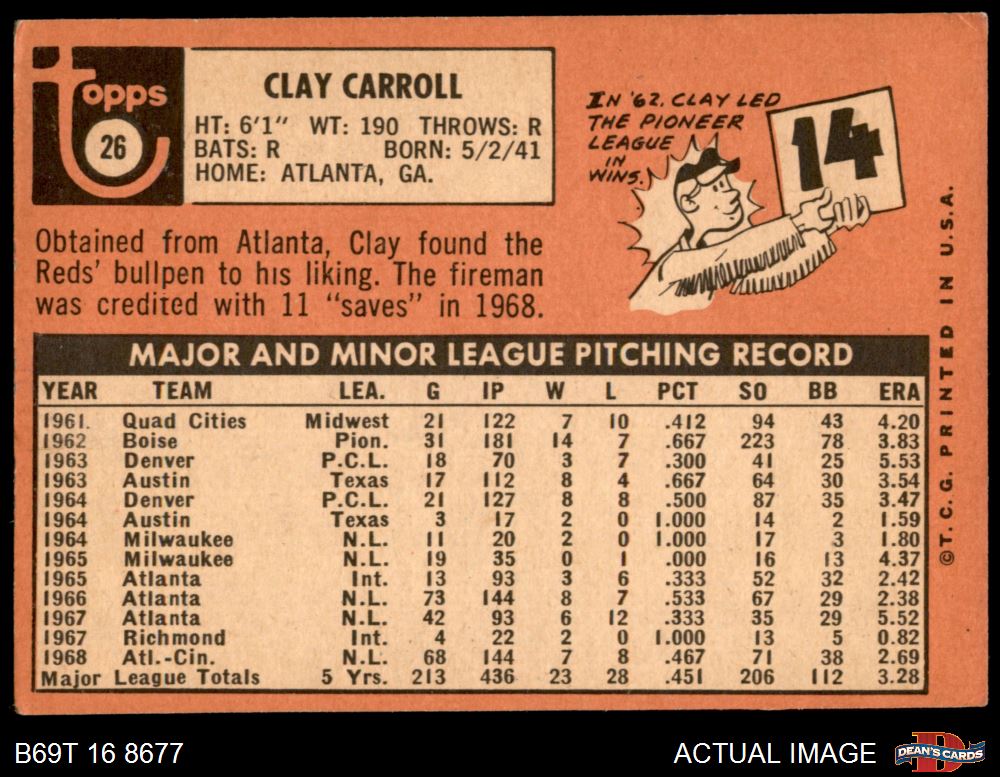 topps
26
CLAY CARROLL
HT: 6'1" WT: 190 THROWS: R
BATS: R BORN: 5/2/41
HOME: ATLANTA, GA.
IN '62, CLAY LED
THE PIONEER
LEAGUE
IN
WINS.
14
Obtained from Atlanta, Clay found the
Reds' bullpen to his liking. The fireman
was credited with 11 "saves" in 1968.
MAJOR AND MINOR LEAGUE PITCHING RECORD
YEAR TEAM LEA. G IP W L PCT SO BB ERA
1961. Quad Cities Midwest 21 122 7 10 .412 94 43 4.20
1962 Boise Pion. 31 181 14 7 .667 223 78 3.83
1963 Denver P.C.L. 18 70 3 7 .300 41 25 5.53
1963 Austin Texas 17 112 8 4 .667 64 30 3.54
1964 Denver P.C.L. 21 127 8 8 .500 87 35 3.47
1964 Austin Texas 3 17 2 0 1.000 14 2 1.59
1964 Milwaukee N.L. 11 20 2 0 1.000 17 3 1.80
1965 Milwaukee N.L. 19 35 0 1 .000 16 13 4.37
1965 Atlanta Int. 13 93 3 6 .333 52 32 2.42
1966 Atlanta N.L. 73 144 8 7 .533 67 29 2.38
1967 Atlanta N.L. 42 93 6 12 .333 35 29 5.52
1967 Richmond Int. 4 22 2 0 1.000 13 5 0.82
1968 Atl.-Cin. N.L. 68 144 7 8 .467 71 38 2.69
Major League Totals 5 Yrs. 213 436 23 28 .451 206 112 3.28
©T.C.G. PRINTED IN U.S.A.
B69T 16 8677
ACTUAL IMAGE
DEAN'S CARDS